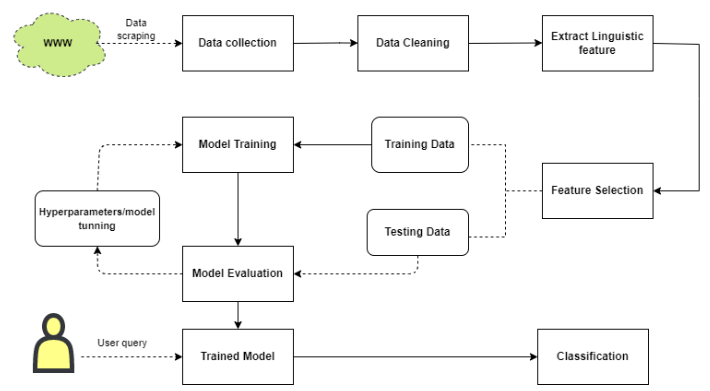 WWW
Data
scraping
Data collection
Data Cleaning
Extract Linguistic
feature
Model Training
Training Data
Feature Selection
Hyperparameters/model
tunning
Testing Data
Model Evaluation
User query
Trained Model
Classification